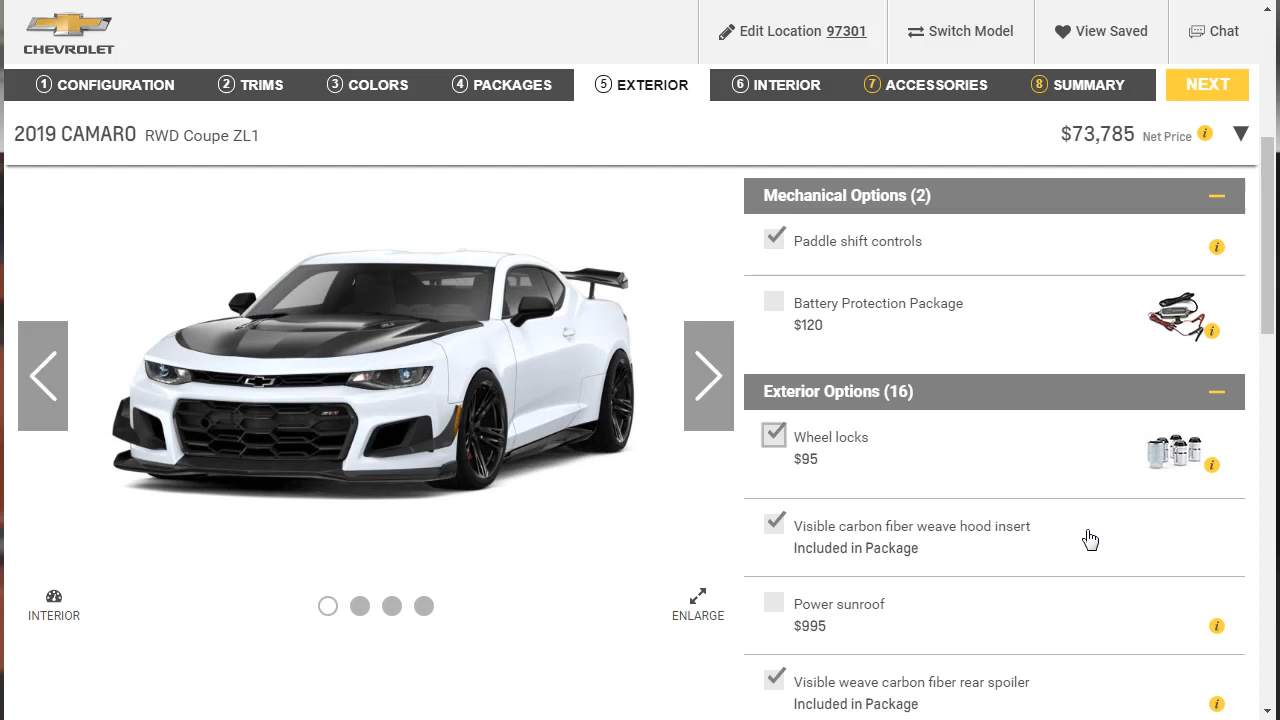 CHEVROLET
Edit Location 97301
Switch Model
View Saved
Chat
1 CONFIGURATION
2 TRIMS
3 COLORS
4 PACKAGES
5 EXTERIOR
6 INTERIOR
7 ACCESSORIES
8 SUMMARY
NEXT
2019 CAMARO RWD Coupe ZL1
$73,785 Net Price i
Mechanical Options (2)
Paddle shift controls
i
Battery Protection Package
$120
i
Exterior Options (16)
Wheel locks
$95
i
Visible carbon fiber weave hood insert
Included in Package
Power sunroof
$995
i
Visible weave carbon fiber rear spoiler
Included in Package
i
INTERIOR
ENLARGE